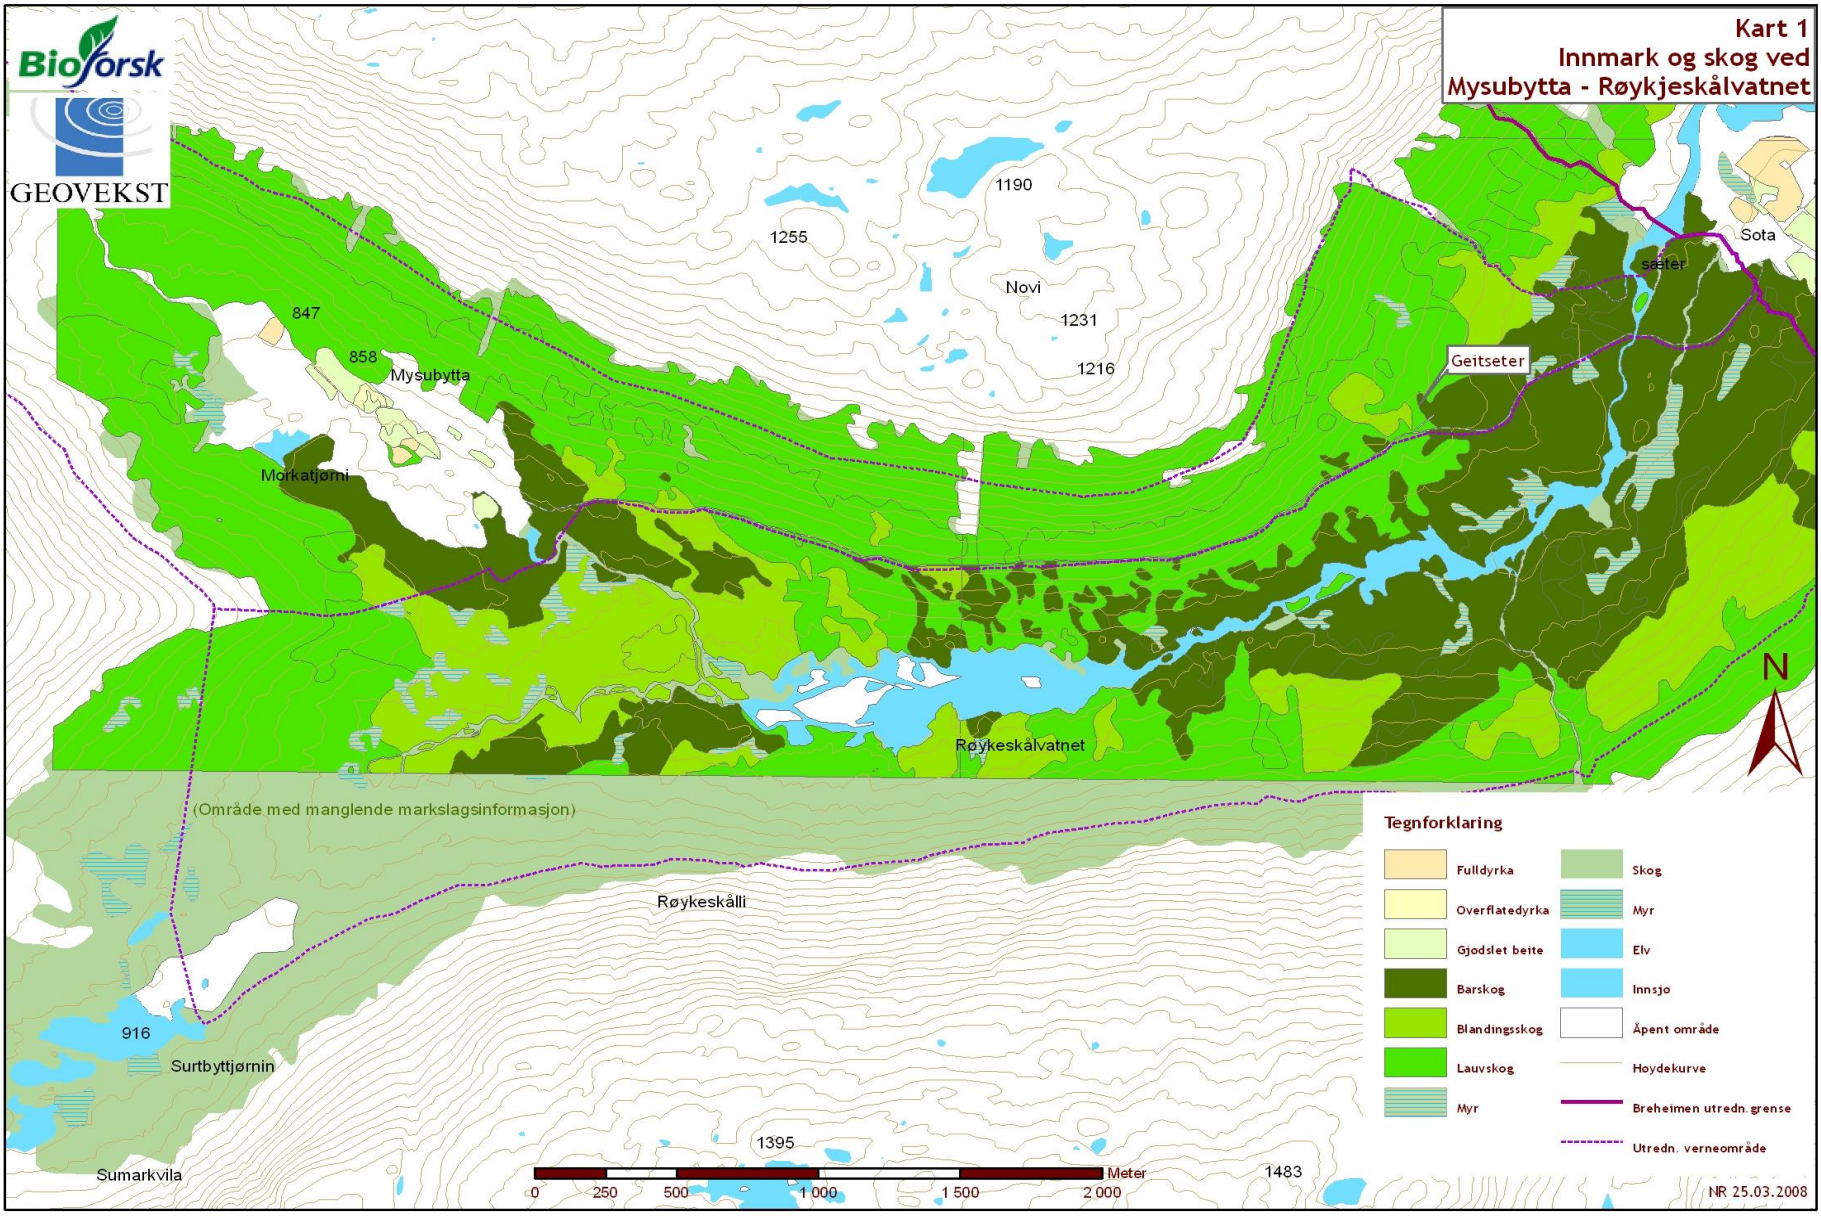 Bioforsk
GEOVEKST
Kart 1
Innmark og skog ved
Mysubytta - Røykjeskålvatnet
1190
1255
Novi
1231
1216
Sota
sæter
847
858
Mysubytta
Geitseter
Morkatjørni
Røykeskålvatnet
N
(Område med manglende markslagsinformasjon)
Røykeskålli
916
Surtbyttjørnin
Sumarkvila
1395
1483
Tegnforklaring
Fulldyrka
Overflatedyrka
Gjødslet beite
Barskog
Blandingsskog
Lauvskog
Myr
Skog
Myr
Elv
Innsjø
Åpent område
Høydekurve
Breheimen utredn.grense
Utredn. verneområde
Meter
0 250 500 1 000 1 500 2 000
NR 25.03.2008